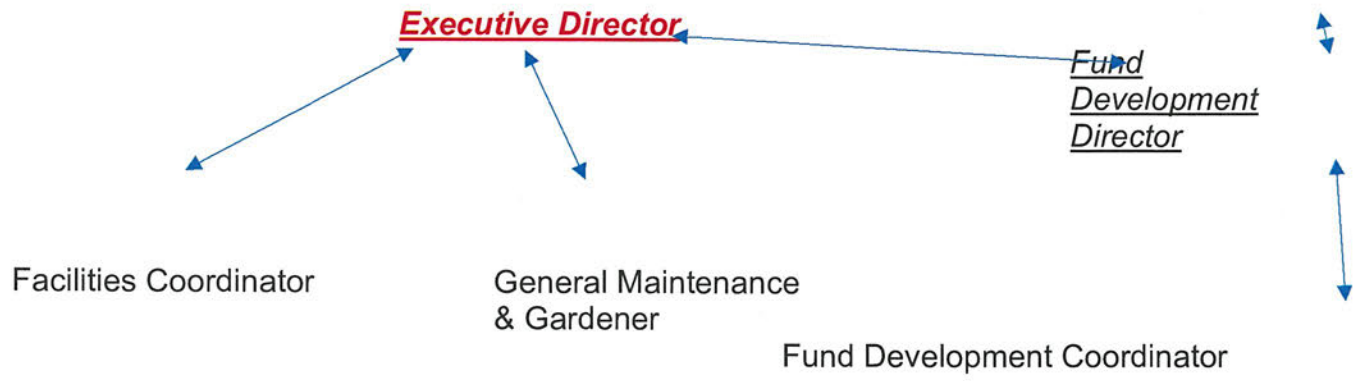 Executive Director
Fund
Development
Director
Facilities Coordinator
General Maintenance
& Gardener
Fund Development Coordinator